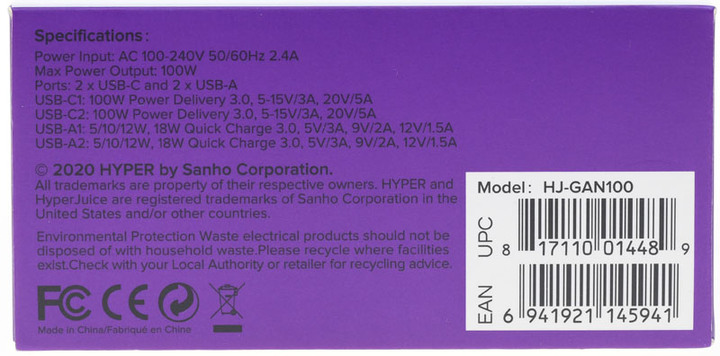 Specifications:
Power Input: AC 100-240V 50/60Hz 2.4A
Max Power Output: 100W
Ports: 2 x USB-C and 2 x USB-A
USB-C1: 100W Power Delivery 3.0, 5-15V/3A, 20V/5A
USB-C2: 100W Power Delivery 3.0, 5-15V/3A, 20V/5A
USB-A1: 5/10/12W, 18W Quick Charge 3.0, 5V/3A, 9V/2A, 12V/1.5A
USB-A2: 5/10/12W, 18W Quick Charge 3.0, 5V/3A, 9V/2A, 12V/1.5A
© 2020 HYPER by Sanho Corporation.
All trademarks are property of their respective owners. HYPER and
HyperJuice are registered trademarks of Sanho Corporation in the
United States and/or other countries.
Environmental Protection Waste electrical products should not be
disposed of with household waste.Please recycle where facilities
exist.Check with your Local Authority or retailer for recycling advice.
FC CE
Made in China/Fabriqué en Chine
Model: HJ-GAN100
UPC
8 17110 01448 9
EAN
6 941921 145941